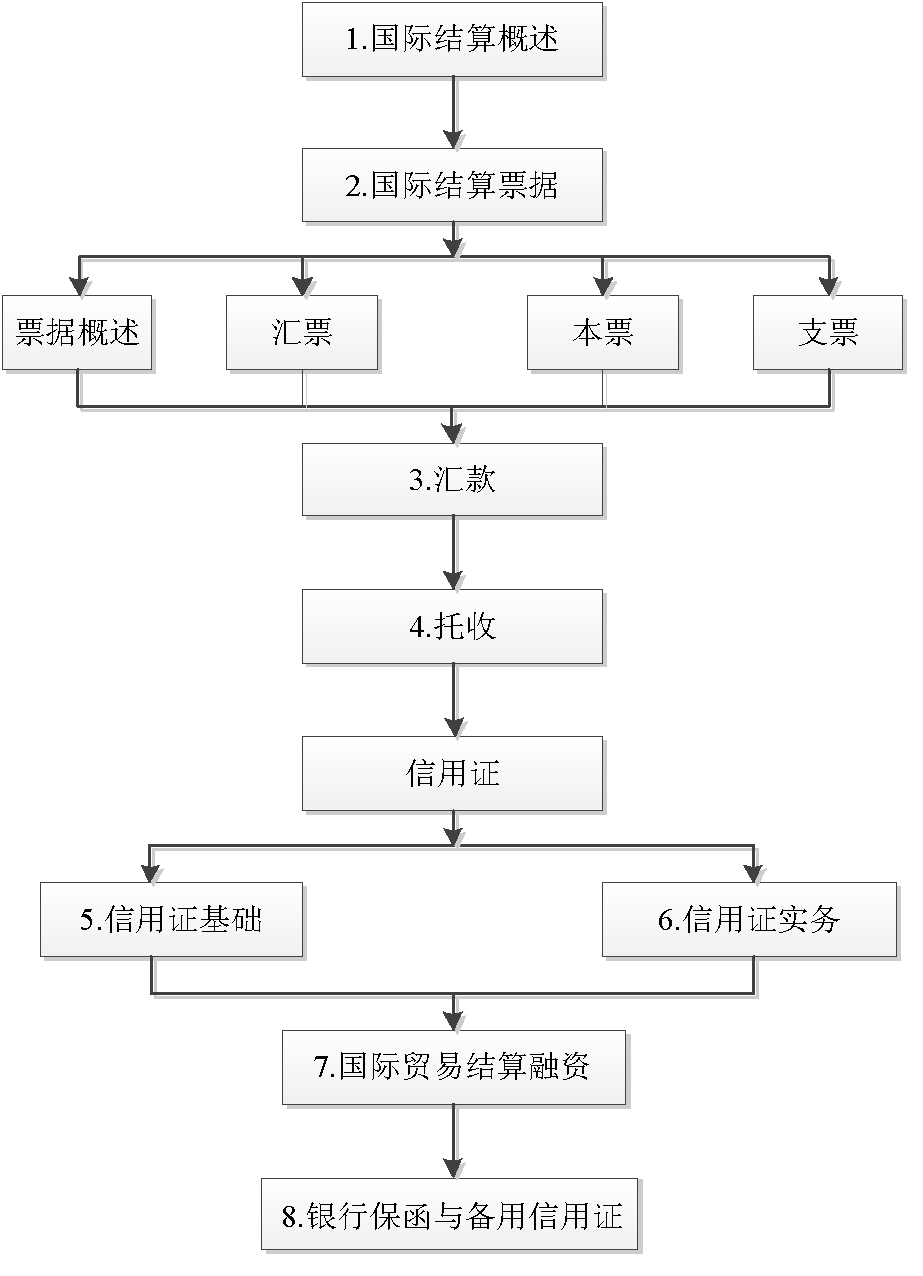 1.国际结算概述
2.国际结算票据
票据概述
汇票
本票
支票
3.汇款
4.托收
信用证
5.信用证基础
6.信用证实务
7.国际贸易结算融资
8.银行保函与备用信用证